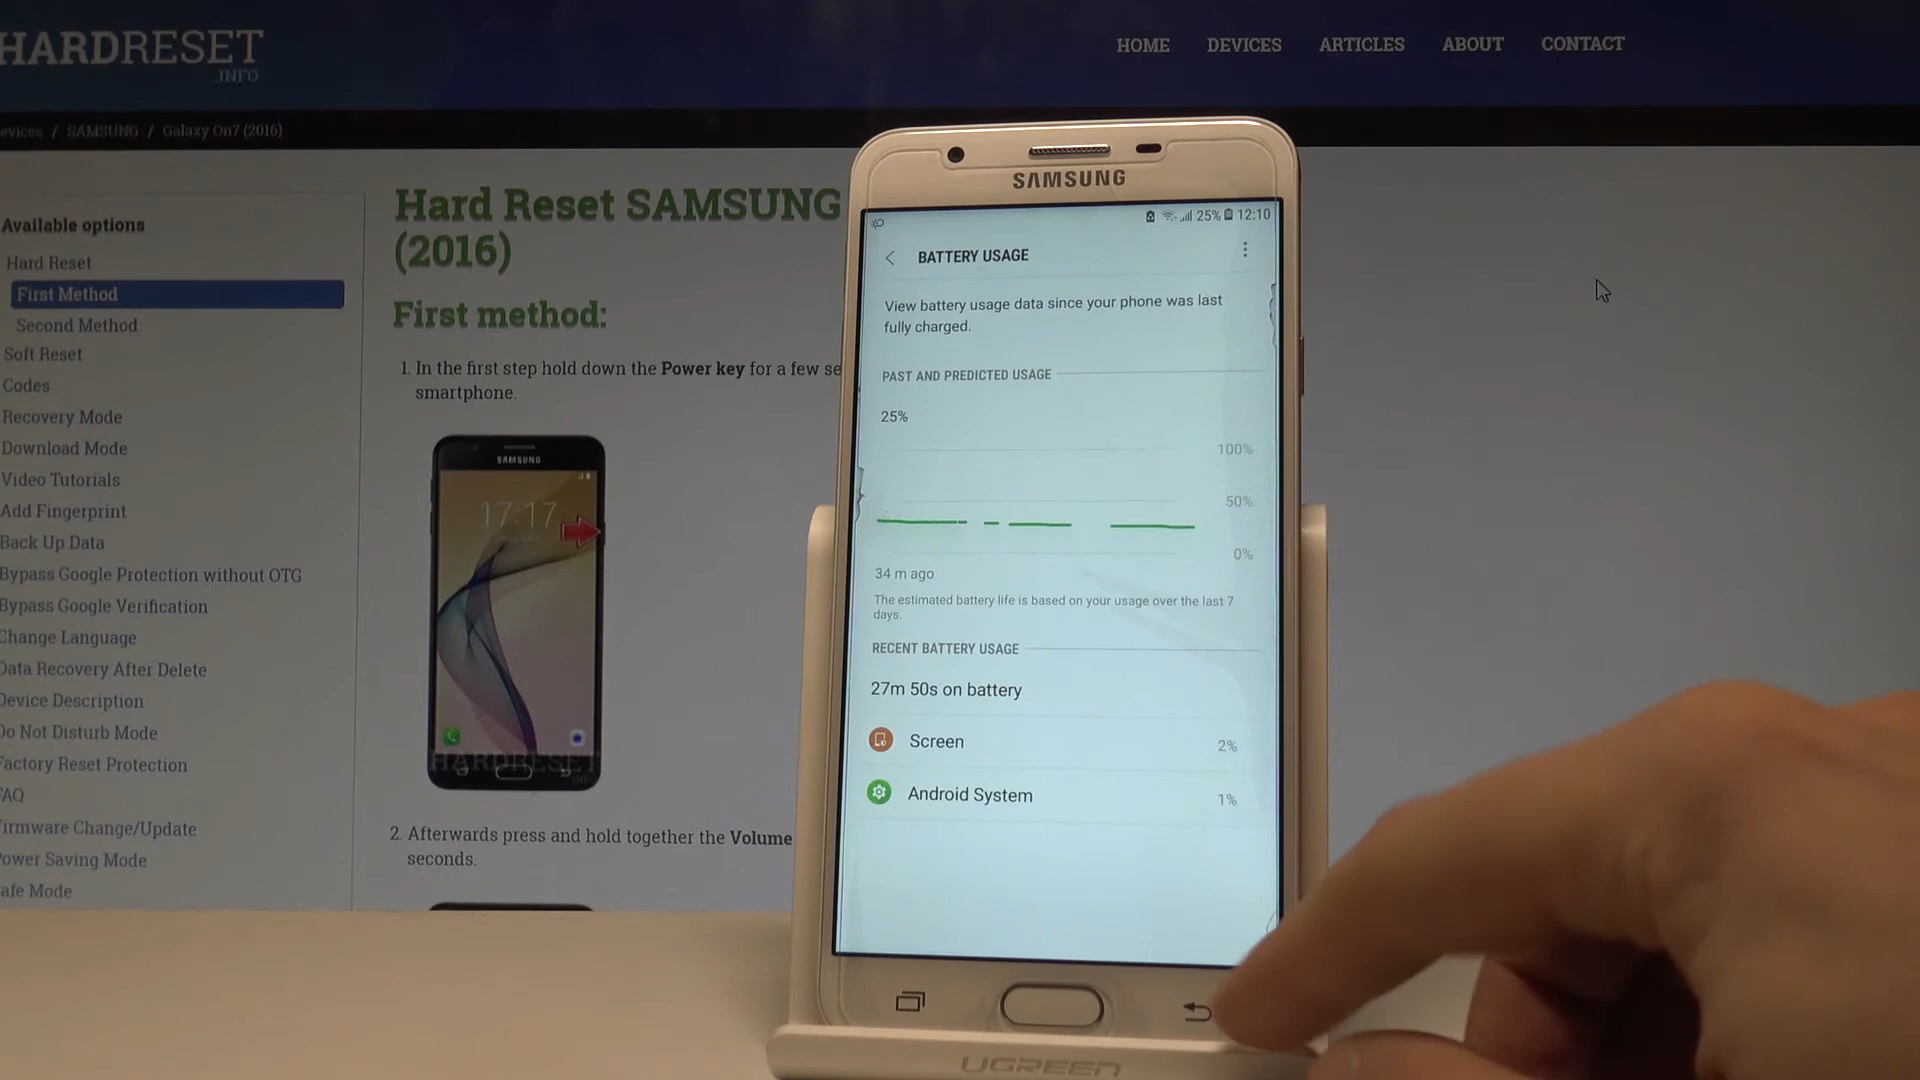 HARDRESET
.INFO
HOME DEVICES ARTICLES ABOUT CONTACT
evices / SAMSUNG / Galaxy On7 (2016)
Available options
Hard Reset
First Method
Second Method
Soft Reset
Codes
Recovery Mode
Download Mode
Video Tutorials
Add Fingerprint
Back Up Data
Bypass Google Protection without OTG
Bypass Google Verification
Change Language
Data Recovery After Delete
Device Description
Do Not Disturb Mode
Factory Reset Protection
FAQ
Firmware Change/Update
Power Saving Mode
afe Mode
Hard Reset SAMSUNG
(2016)
First method:
1. In the first step hold down the Power key for a few se
smartphone.
SAMSUNG
17:17
HARDRESET
2. Afterwards press and hold together the Volume
seconds.
SAMSUNG
25% 12:10
BATTERY USAGE
View battery usage data since your phone was last
fully charged.
PAST AND PREDICTED USAGE
25%
100%
50%
0%
34 m ago
The estimated battery life is based on your usage over the last 7
days.
RECENT BATTERY USAGE
27m 50s on battery
Screen 2%
Android System 1%
UGREEN